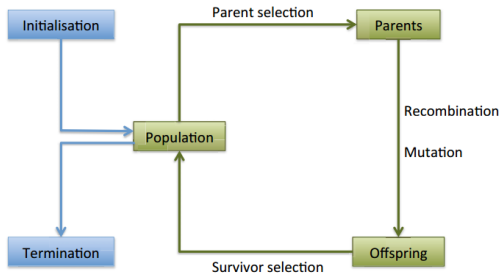 Parent selection
Initialisation
Parents
Recombination
Population
Mutation
Termination
Offspring
Survivor selection